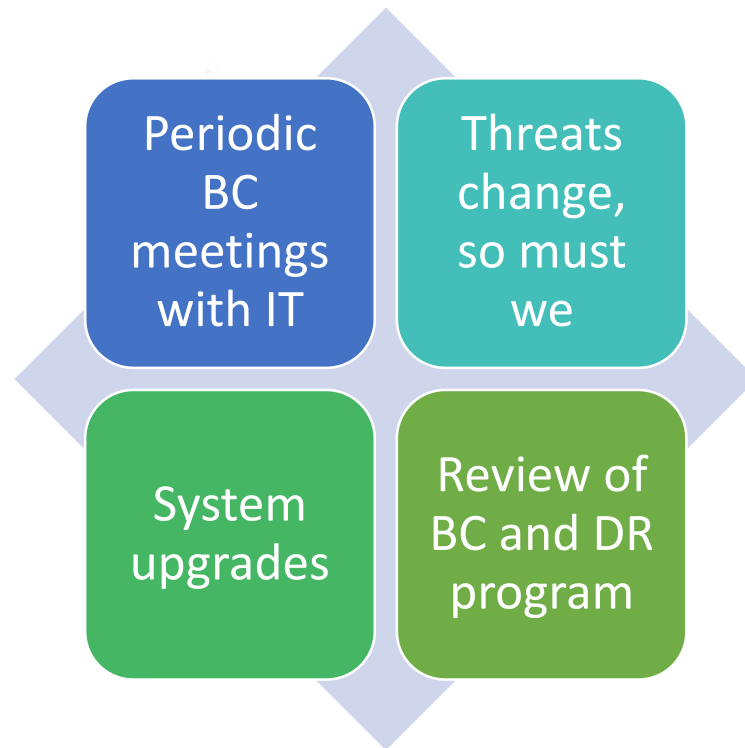 Periodic
BC
meetings
with IT
Threats
change,
so must
we
System
upgrades
Review of
BC and DR
program